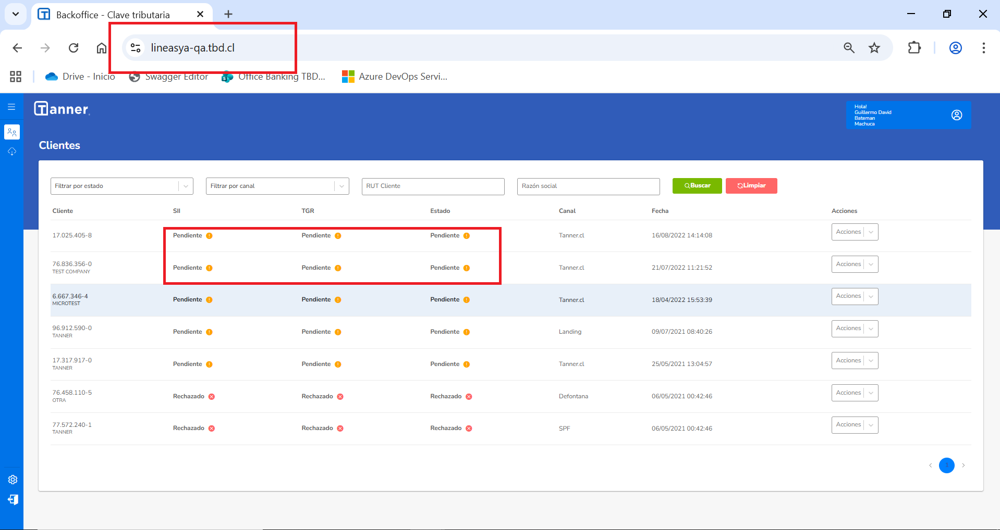 Backoffice - Clave tributaria
lineasya-qa.tbd.cl
Drive - Inicio
Swagger Editor
Office Banking TBD...
Azure DevOps Servi...
Tanner
Hola!
Guillermo David
Bateman
Machuca
Clientes
Filtrar por estado
Filtrar por canal
RUT Cliente
Razón social
Buscar
Limpiar
Cliente SII TGR Estado Canal Fecha Acciones
17.025.405-8 Pendiente Pendiente Pendiente Tanner.cl 16/08/2022 14:14:08 Acciones
76.836.356-0
TEST COMPANY
Pendiente Pendiente Pendiente Tanner.cl 21/07/2022 11:21:52 Acciones
6.667.346-4
MICROTEST
Pendiente Pendiente Pendiente Tanner.cl 18/04/2022 15:53:39 Acciones
96.912.590-0
TANNER
Pendiente Pendiente Pendiente Landing 09/07/2021 08:40:26 Acciones
17.317.917-0
TANNER
Pendiente Pendiente Pendiente Tanner.cl 25/05/2021 13:04:57 Acciones
76.458.110-5
OTRA
Rechazado Rechazado Rechazado Defontana 06/05/2021 00:42:46 Acciones
77.572.240-1
TANNER
Rechazado Rechazado Rechazado SPF 06/05/2021 00:42:46 Acciones
1